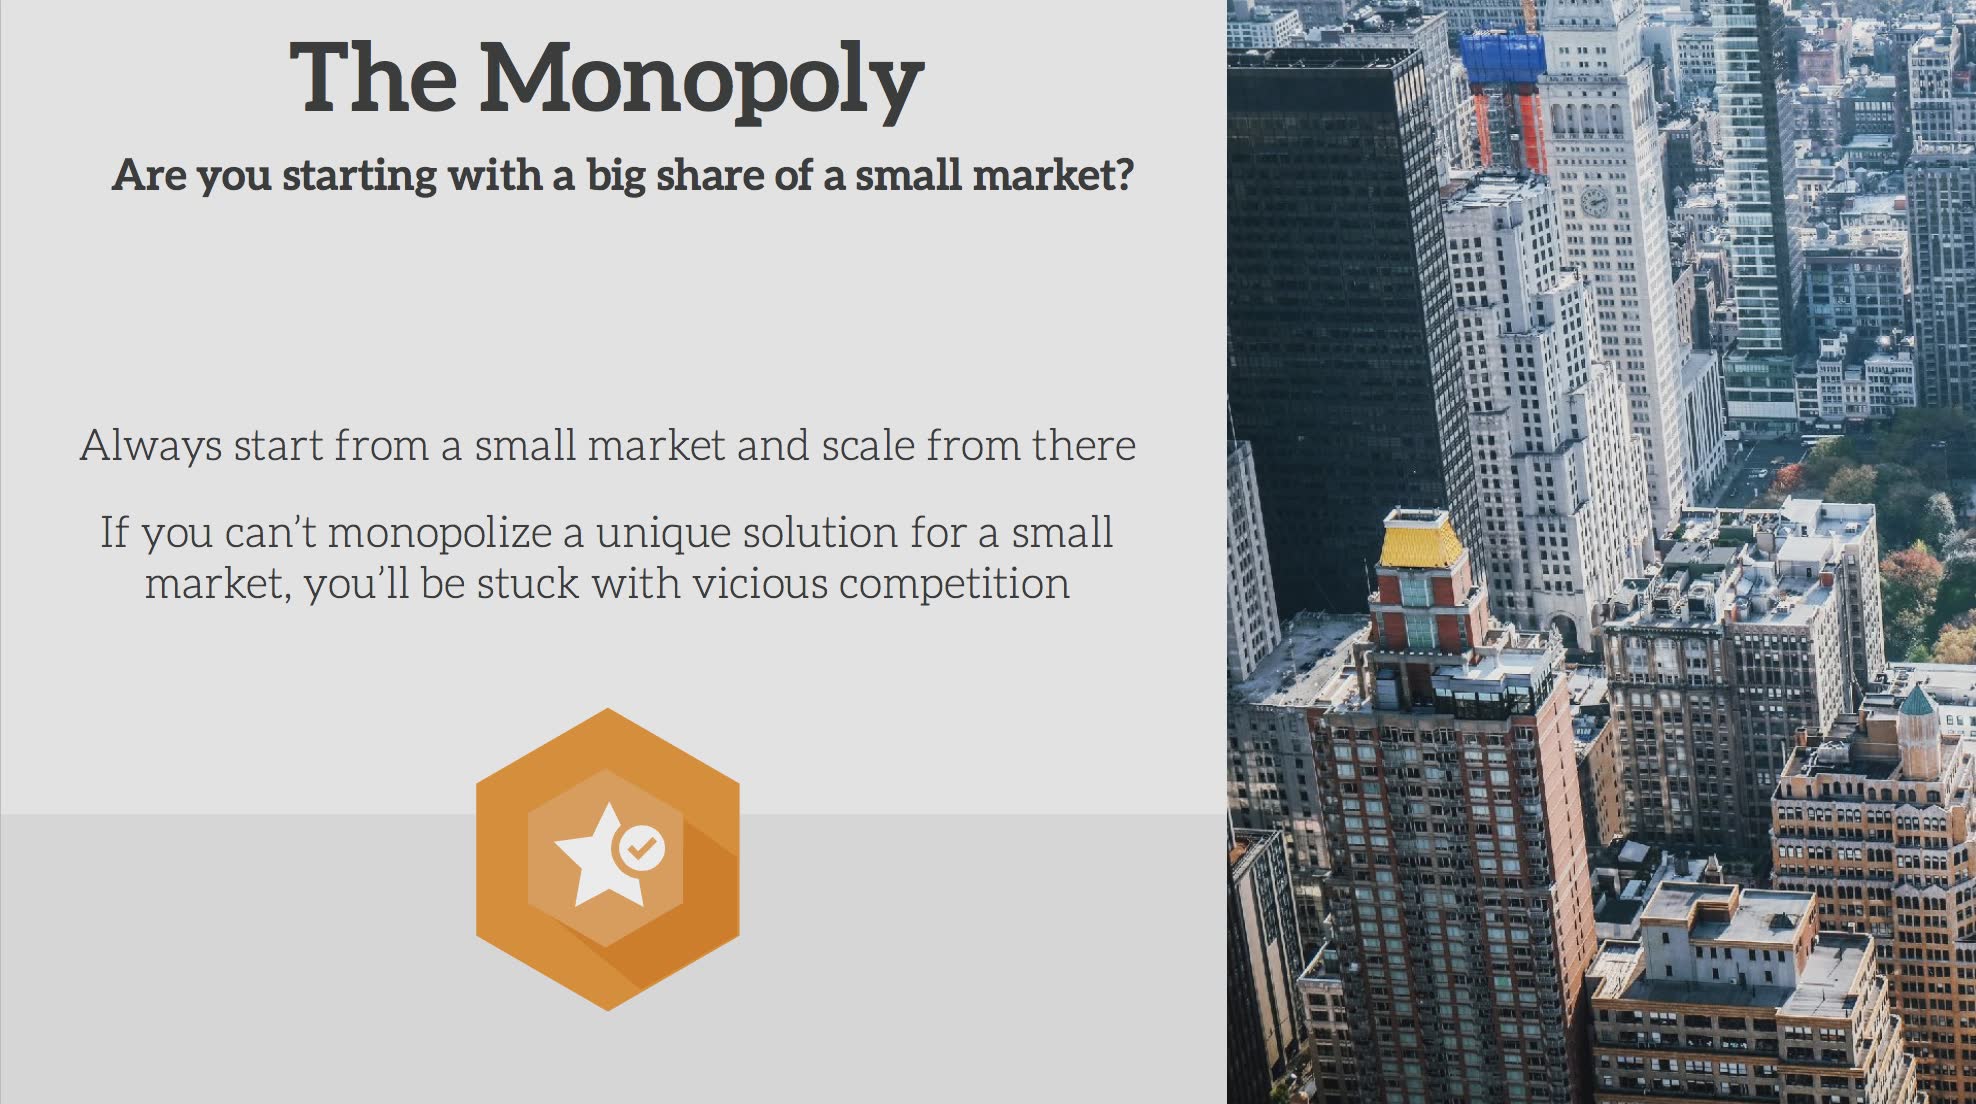 The Monopoly
Are you starting with a big share of a small market?
Always start from a small market and scale from there
If you can’t monopolize a unique solution for a small
market, you’ll be stuck with vicious competition